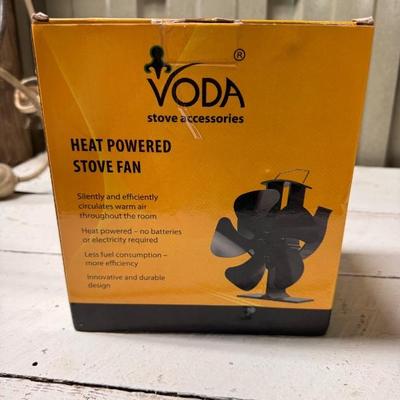 VODA®
stove accessories
HEAT POWERED
STOVE FAN
Silently and efficiently
circulates warm air
throughout the room
Heat powered – no batteries
or electricity required
Less fuel consumption –
more efficiency
Innovative and durable
design